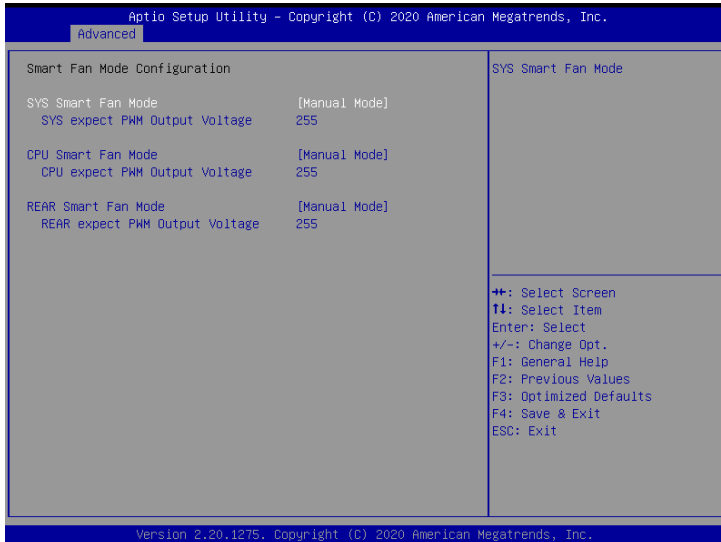 Aptio Setup Utility – Copyright (C) 2020 American Megatrends, Inc.
Advanced
Smart Fan Mode Configuration
SYS Smart Fan Mode [Manual Mode]
SYS expect PWM Output Voltage 255
CPU Smart Fan Mode [Manual Mode]
CPU expect PWM Output Voltage 255
REAR Smart Fan Mode [Manual Mode]
REAR expect PWM Output Voltage 255
SYS Smart Fan Mode
→←: Select Screen
↑↓: Select Item
Enter: Select
+/-: Change Opt.
F1: General Help
F2: Previous Values
F3: Optimized Defaults
F4: Save & Exit
ESC: Exit
Version 2.20.1275. Copyright (C) 2020 American Megatrends, Inc.